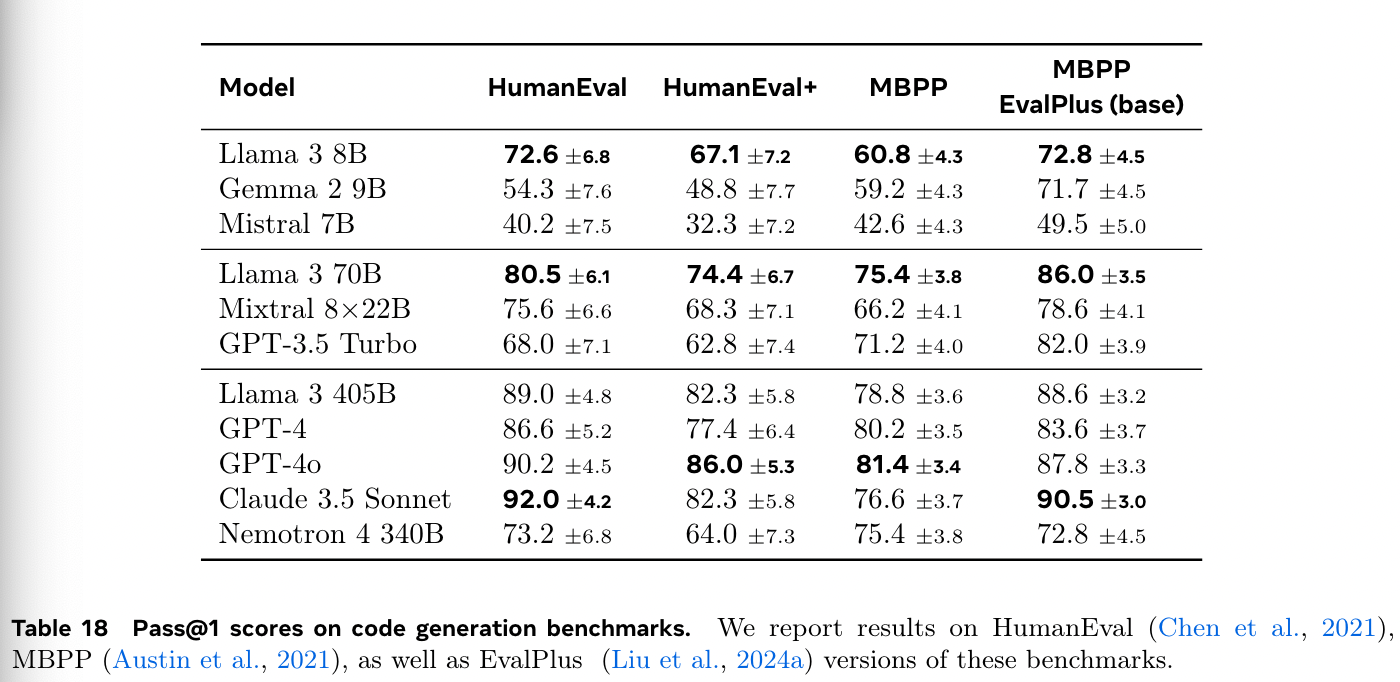 Model HumanEval HumanEval+ MBPP MBPP EvalPlus (base)
Llama 3 8B 72.6 ±6.8 67.1 ±7.2 60.8 ±4.3 72.8 ±4.5
Gemma 2 9B 54.3 ±7.6 48.8 ±7.7 59.2 ±4.3 71.7 ±4.5
Mistral 7B 40.2 ±7.5 32.3 ±7.2 42.6 ±4.3 49.5 ±5.0
Llama 3 70B 80.5 ±6.1 74.4 ±6.7 75.4 ±3.8 86.0 ±3.5
Mixtral 8×22B 75.6 ±6.6 68.3 ±7.1 66.2 ±4.1 78.6 ±4.1
GPT-3.5 Turbo 68.0 ±7.1 62.8 ±7.4 71.2 ±4.0 82.0 ±3.9
Llama 3 405B 89.0 ±4.8 82.3 ±5.8 78.8 ±3.6 88.6 ±3.2
GPT-4 86.6 ±5.2 77.4 ±6.4 80.2 ±3.5 83.6 ±3.7
GPT-4o 90.2 ±4.5 86.0 ±5.3 81.4 ±3.4 87.8 ±3.3
Claude 3.5 Sonnet 92.0 ±4.2 82.3 ±5.8 76.6 ±3.7 90.5 ±3.0
Nemotron 4 340B 73.2 ±6.8 64.0 ±7.3 75.4 ±3.8 72.8 ±4.5
Table 18 Pass@1 scores on code generation benchmarks. We report results on HumanEval (Chen et al., 2021),
MBPP (Austin et al., 2021), as well as EvalPlus (Liu et al., 2024a) versions of these benchmarks.